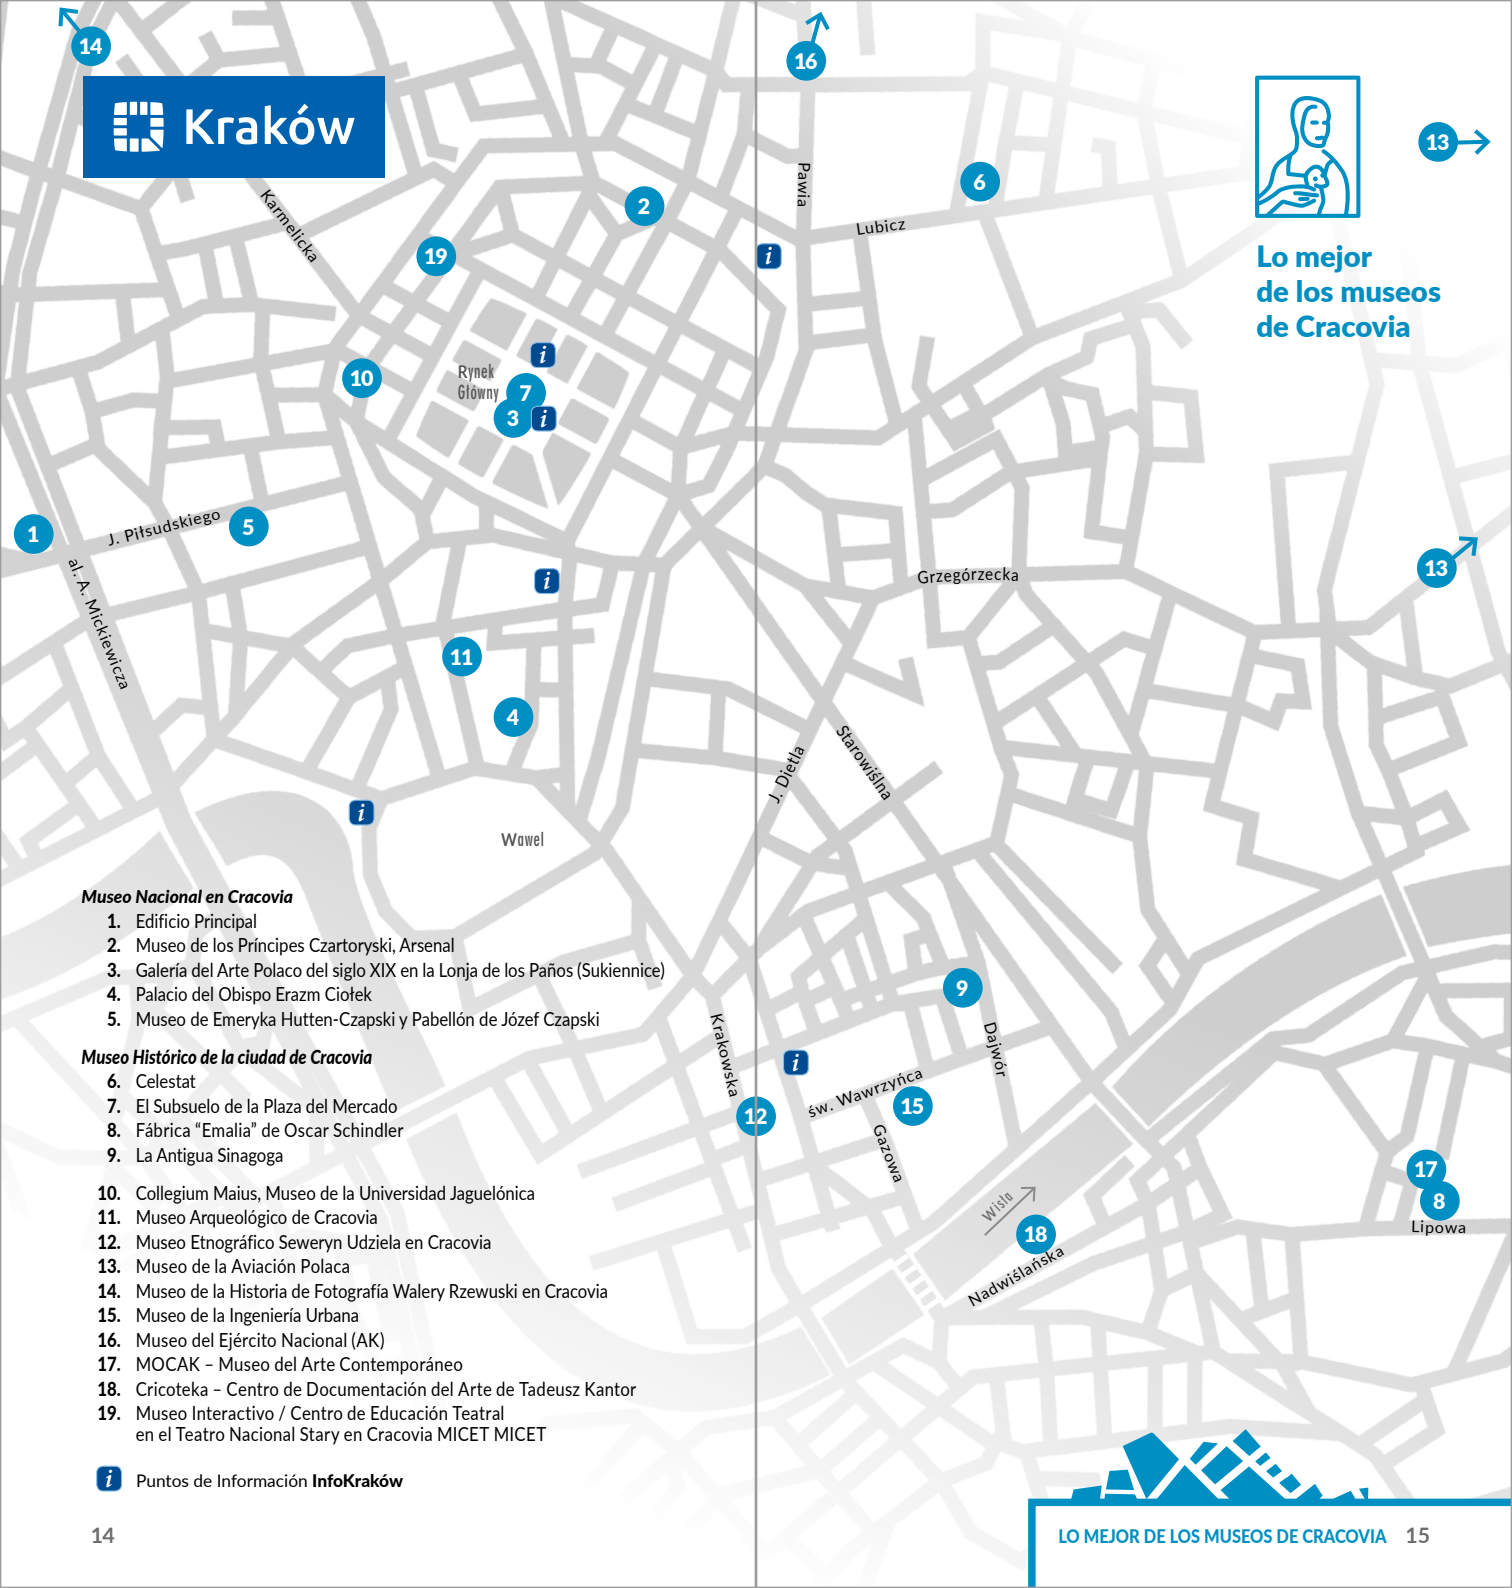 14
Kraków
16
13
Karmelicka
Pawia
6
2
Lubicz
19
i
Lo mejor
de los museos
de Cracovia
i
Rynek
Główny
10
7
3
i
1
J. Piłsudskiego
5
al. A. Mickiewicza
i
Grzegórzecka
13
11
4
J. Dietla
Starowiślna
i
Wawel
Museo Nacional en Cracovia
1. Edificio Principal
2. Museo de los Príncipes Czartoryski, Arsenal
3. Galería del Arte Polaco del siglo XIX en la Lonja de los Paños (Sukiennice)
4. Palacio del Obispo Erazm Ciołek
5. Museo de Emeryka Hutten-Czapski y Pabellón de Józef Czapski
Museo Histórico de la ciudad de Cracovia
6. Celestat
7. El Subsuelo de la Plaza del Mercado
8. Fábrica “Emalia” de Oscar Schindler
9. La Antigua Sinagoga
10. Collegium Maius, Museo de la Universidad Jaguelónica
11. Museo Arqueológico de Cracovia
12. Museo Etnográfico Seweryn Udziela en Cracovia
13. Museo de la Aviación Polaca
14. Museo de la Historia de Fotografía Walery Rzewuski en Cracovia
15. Museo de la Ingeniería Urbana
16. Museo del Ejército Nacional (AK)
17. MOCAK – Museo del Arte Contemporáneo
18. Cricoteka – Centro de Documentación del Arte de Tadeusz Kantor
19. Museo Interactivo / Centro de Educación Teatral
en el Teatro Nacional Stary en Cracovia MICET MICET
i Puntos de Información InfoKraków
14
9
Krakowska
Dajwór
i
św. Wawrzyńca
12
15
Gazowa
17
8
Lipowa
Wisła
18
Nadwiślańska
LO MEJOR DE LOS MUSEOS DE CRACOVIA 15